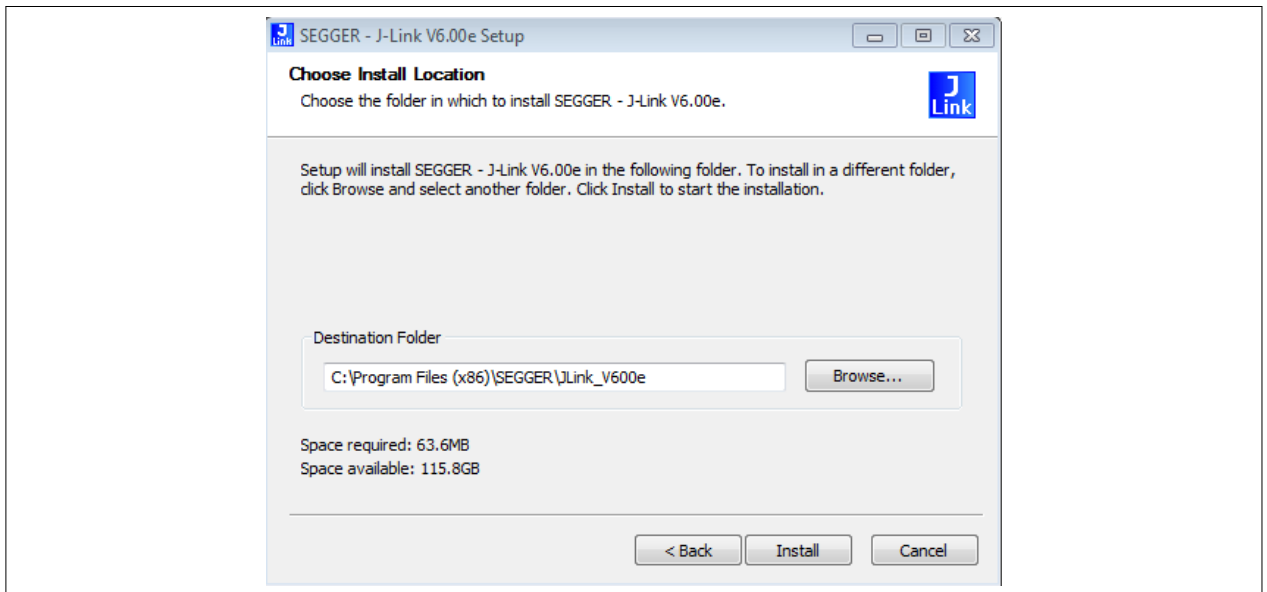 J
Link
SEGGER - J-Link V6.00e Setup
Choose Install Location
Choose the folder in which to install SEGGER - J-Link V6.00e.
J
Link
Setup will install SEGGER - J-Link V6.00e in the following folder. To install in a different folder,
click Browse and select another folder. Click Install to start the installation.
Destination Folder
C:\Program Files (x86)\SEGGER\JLink_V600e
Browse...
Space required: 63.6MB
Space available: 115.8GB
< Back
Install
Cancel